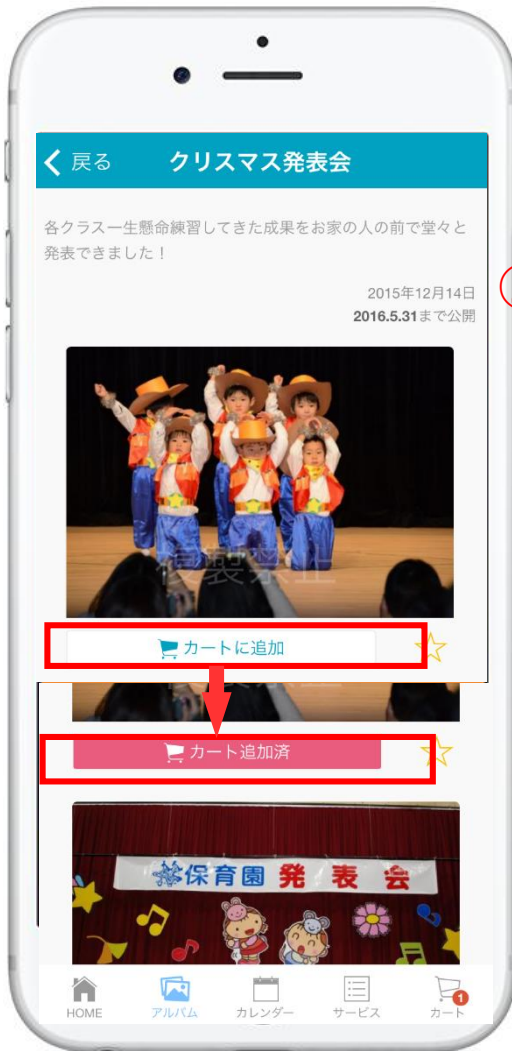 戻る
クリスマス発表会
各クラス一生懸命練習してきた成果をお家の人の前で堂々と
発表できました！
2015年12月14日
2016.5.31まで公開
複製禁止
カートに追加
カート追加済
保育園 発表会
HOME
アルバム
カレンダー
サービス
1
カート